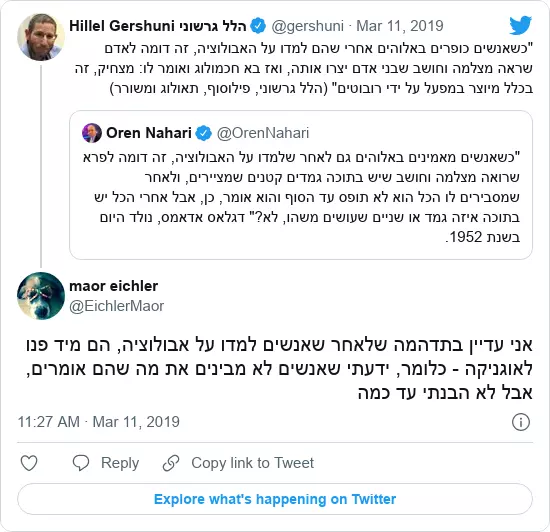 Hillel Gershuni הלל גרשוני @gershuni · Mar 11, 2019
"כשאנשים כופרים באלוהים אחרי שהם למדו על האבולוציה, זה דומה לאדם
שראה מצלמה וחושב שבני אדם יצרו אותה, ואז בא חכמולוג ואומר לו: מצחיק, זה
בכלל מיוצר במפעל על ידי רובוטים" (הלל גרשוני, פילוסוף, תאולוג ומשורר)
Oren Nahari @OrenNahari
"כשאנשים מאמינים באלוהים גם לאחר שלמדו על האבולוציה, זה דומה לפרא
שרואה מצלמה וחושב שיש בתוכה גמדים קטנים שמציירים, ולאחר
שמסבירים לו הכל הוא לא תופס עד הסוף והוא אומר, כן, אבל אחרי הכל יש
בתוכה איזה גמד או שניים שעושים משהו, לא?" דגלאס אדאמס, נולד היום
בשנת 1952.
maor eichler
@EichlerMaor
אני עדיין בתדהמה שלאחר שאנשים למדו על אבולוציה, הם מיד פנו
לאוגניקה - כלומר, ידעתי שאנשים לא מבינים את מה שהם אומרים,
אבל לא הבנתי עד כמה
11:27 AM · Mar 11, 2019
Reply
Copy link to Tweet
Explore what's happening on Twitter